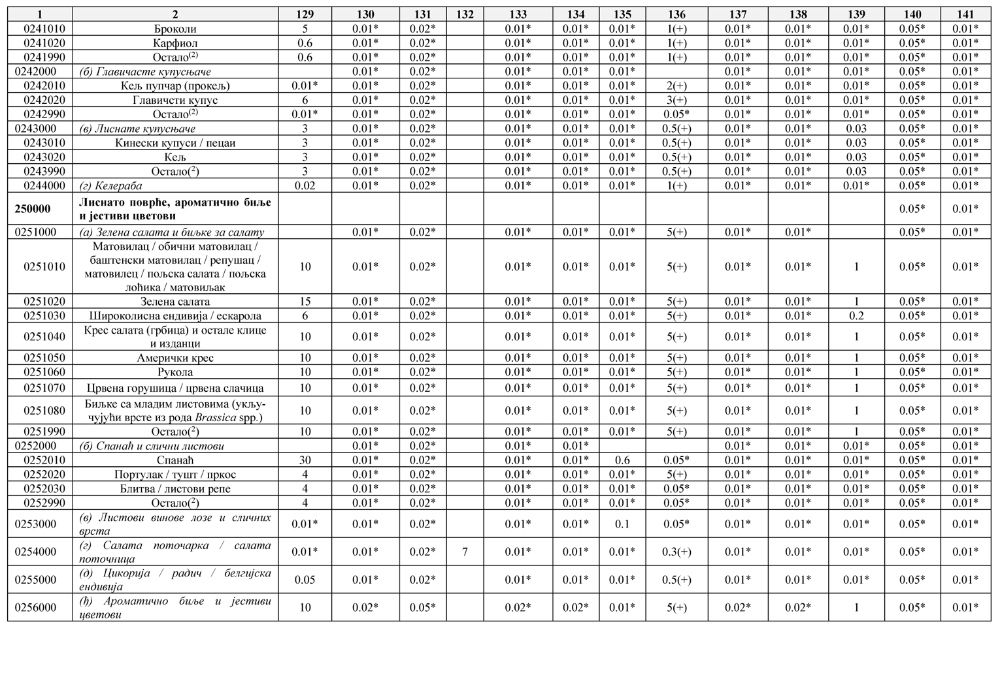 1 2 129 130 131 132 133 134 135 136 137 138 139 140 141
0241010 Броколи 5 0.01* 0.02* 0.01* 0.01* 0.01* 1(+) 0.01* 0.01* 0.01* 0.05* 0.01*
0241020 Карфиол 0.6 0.01* 0.02* 0.01* 0.01* 0.01* 1(+) 0.01* 0.01* 0.01* 0.05* 0.01*
0241990 Остало(2) 0.6 0.01* 0.02* 0.01* 0.01* 0.01* 1(+) 0.01* 0.01* 0.01* 0.05* 0.01*
0242000 (б) Главичасте купусњаче 0.01* 0.02* 0.01* 0.01* 0.01* 0.01* 0.01* 0.01* 0.05* 0.01*
0242010 Кељ пупчар (прокељ) 0.01* 0.01* 0.02* 0.01* 0.01* 0.01* 2(+) 0.01* 0.01* 0.01* 0.05* 0.01*
0242020 Главичсти купус 6 0.01* 0.02* 0.01* 0.01* 0.01* 3(+) 0.01* 0.01* 0.01* 0.05* 0.01*
0242990 Остало(2) 0.01* 0.01* 0.02* 0.01* 0.01* 0.01* 0.05* 0.01* 0.01* 0.01* 0.05* 0.01*
0243000 (в) Лиснате купусњаче 3 0.01* 0.02* 0.01* 0.01* 0.01* 0.5(+) 0.01* 0.01* 0.03 0.05* 0.01*
0243010 Кинески купуси / пецаи 3 0.01* 0.02* 0.01* 0.01* 0.01* 0.5(+) 0.01* 0.01* 0.03 0.05* 0.01*
0243020 Кељ 3 0.01* 0.02* 0.01* 0.01* 0.01* 0.5(+) 0.01* 0.01* 0.03 0.05* 0.01*
0243990 Остало(2) 3 0.01* 0.02* 0.01* 0.01* 0.01* 0.5(+) 0.01* 0.01* 0.03 0.05* 0.01*
0244000 (г) Келераба 0.02 0.01* 0.02* 0.01* 0.01* 0.01* 1(+) 0.01* 0.01* 0.01* 0.05* 0.01*
250000 Лиснато поврће, ароматично биље
и јестиви цветови 0.05* 0.01*
0251000 (а) Зелена салата и биљке за салату 0.01* 0.02* 0.01* 0.01* 0.01* 5(+) 0.01* 0.01* 0.05* 0.01*
Матовилац / обични матовилац /
баштенски матовилац / репушац /
0251010 матовилец / пољска салата / пољска 10 0.01* 0.02* 0.01* 0.01* 0.01* 5(+) 0.01* 0.01* 1 0.05* 0.01*
лоћика / матовиљак
0251020 Зелена салата 15 0.01* 0.02* 0.01* 0.01* 0.01* 5(+) 0.01* 0.01* 1 0.05* 0.01*
0251030 Широколисна ендивија / ескарола 6 0.01* 0.02* 0.01* 0.01* 0.01* 5(+) 0.01* 0.01* 0.2 0.05* 0.01*
0251040 Крес салата (грбица) и остале клице 10 0.01* 0.02* 0.01* 0.01* 0.01* 5(+) 0.01* 0.01* 1 0.05* 0.01*
и изданци
0251050 Амерички крес 10 0.01* 0.02* 0.01* 0.01* 0.01* 5(+) 0.01* 0.01* 1 0.05* 0.01*
0251060 Рукола 10 0.01* 0.02* 0.01* 0.01* 0.01* 5(+) 0.01* 0.01* 1 0.05* 0.01*
0251070 Црвена горушица / црвена слачица 10 0.01* 0.02* 0.01* 0.01* 0.01* 5(+) 0.01* 0.01* 1 0.05* 0.01*
0251080 Биљке са младим листовима (укљу- 10 0.01* 0.02* 0.01* 0.01* 0.01* 5(+) 0.01* 0.01* 1 0.05* 0.01*
чујући врсте из рода Brassica spp.)
0251990 Остало(2) 10 0.01* 0.02* 0.01* 0.01* 0.01* 5(+) 0.01* 0.01* 1 0.05* 0.01*
0252000 (б) Спанаћ и слични листови 0.01* 0.02* 0.01* 0.01* 0.01* 0.01* 0.01* 0.05* 0.01*
0252010 Спанаћ 30 0.01* 0.02* 0.01* 0.01* 0.6 0.05* 0.01* 0.01* 0.01* 0.05* 0.01*
0252020 Портулак / тушт / пркос 4 0.01* 0.02* 0.01* 0.01* 0.01* 5(+) 0.01* 0.01* 0.01* 0.05* 0.01*
0252030 Блитва / листови репе 4 0.01* 0.02* 0.01* 0.01* 0.01* 0.05* 0.01* 0.01* 0.01* 0.05* 0.01*
0252990 Остало(2) 4 0.01* 0.02* 0.01* 0.01* 0.01* 0.05* 0.01* 0.01* 0.01* 0.05* 0.01*
0253000 (в) Листови винове лозе и сличних 0.01* 0.01* 0.02* 0.01* 0.01* 0.1 0.05* 0.01* 0.01* 0.01* 0.05* 0.01*
врста
0254000 (г) Салата поточарка / салата 0.01* 0.01* 0.02* 7 0.01* 0.01* 0.01* 0.3(+) 0.01* 0.01* 0.01* 0.05* 0.01*
поточница
0255000 (д) Цикорија / радич / белгијска 0.05 0.01* 0.02* 0.01* 0.01* 0.01* 0.5(+) 0.01* 0.01* 0.01* 0.05* 0.01*
ендивија
0256000 (ђ) Ароматично биље и јестиви 10 0.02* 0.05* 0.02* 0.02* 0.01* 5(+) 0.02* 0.02* 1 0.05* 0.01*
цветови